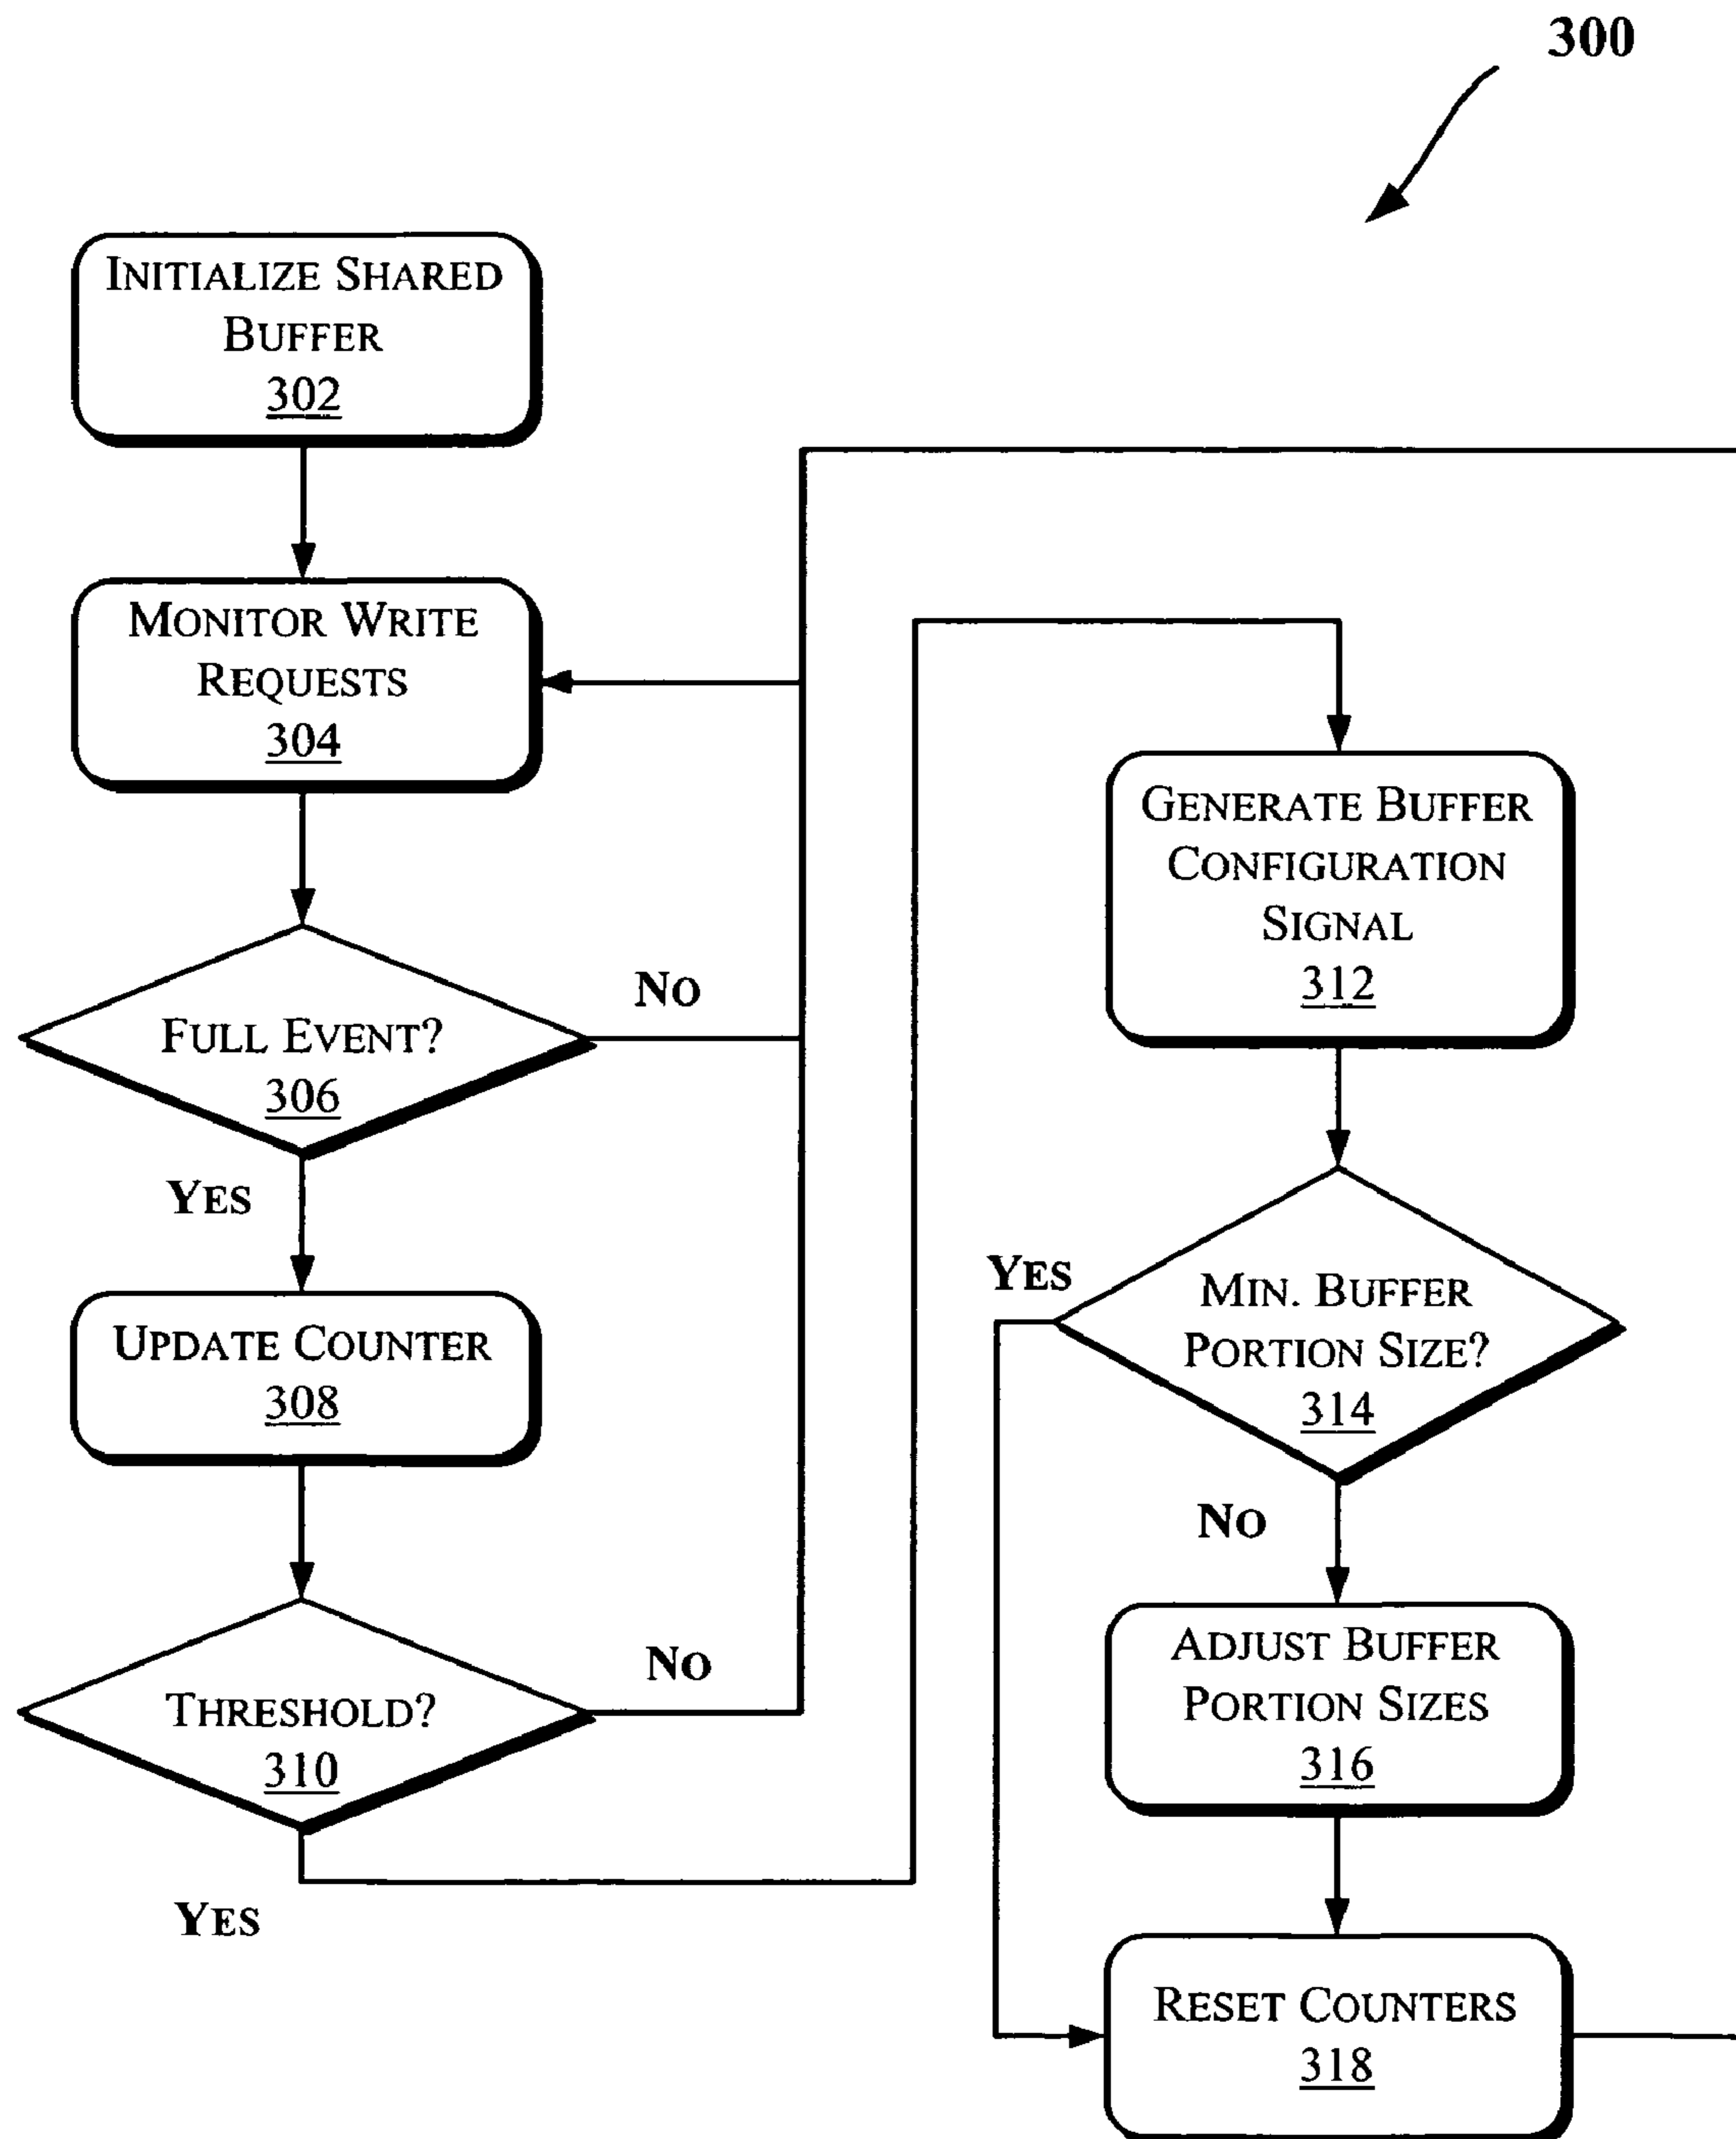 300
INITIALIZE SHARED
BUFFER
302
MONITOR WRITE
REQUESTS
304
FULL EVENT?
306
NO
YES
UPDATE COUNTER
308
THRESHOLD?
310
NO
YES
GENERATE BUFFER
CONFIGURATION
SIGNAL
312
YES
MIN. BUFFER
PORTION SIZE?
314
NO
ADJUST BUFFER
PORTION SIZES
316
RESET COUNTERS
318